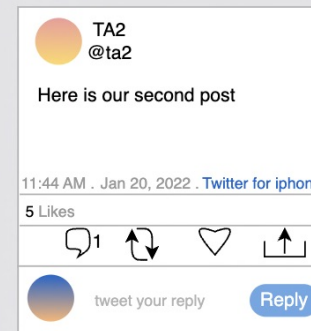 TA2
@ta2
Here is our second post
11:44 AM . Jan 20, 2022 . Twitter for iphon
5 Likes
1
tweet your reply Reply